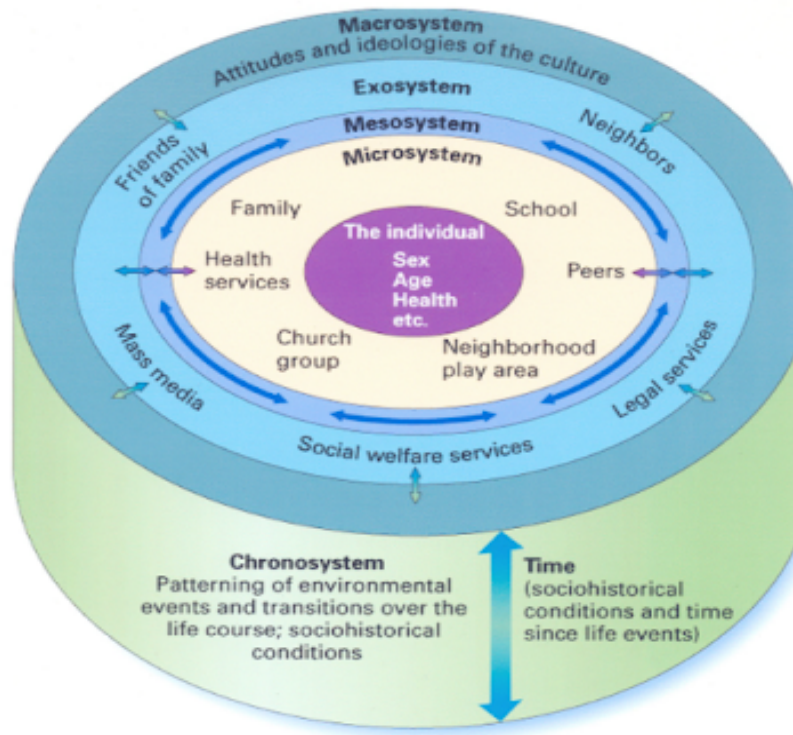 Macrosystem
Attitudes and ideologies of the culture
Exosystem
Mesosystem
Microsystem
Friends
of family
Neighbors
Family
School
The individual
Sex
Age
Health
etc.
Health
services
Peers
Church
group
Neighborhood
play area
Mass media
Legal services
Social welfare services
Chronosystem
Patterning of environmental
events and transitions over the
life course; sociohistorical
conditions
Time
(sociohistorical
conditions and time
since life events)